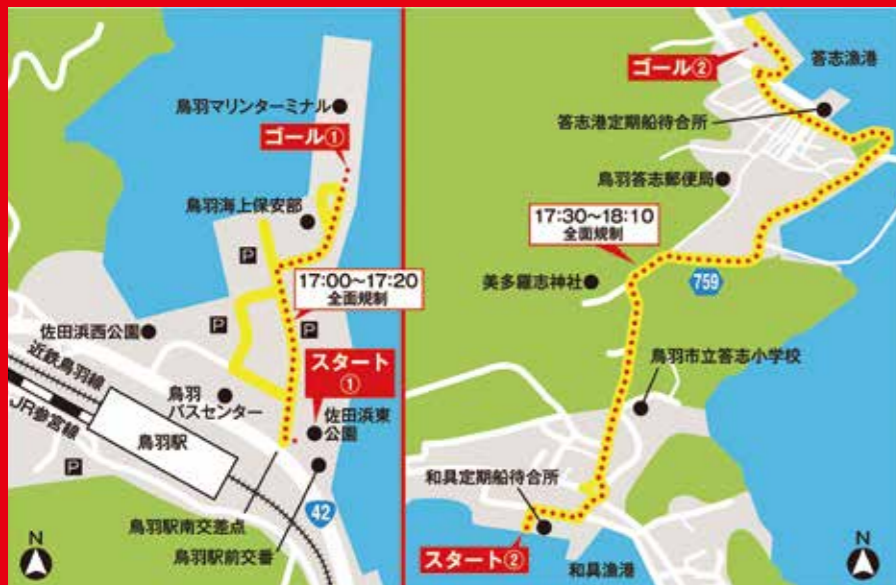 鳥羽マリンターミナル
ゴール①
鳥羽海上保安部
P
17:00〜17:20
全面規制
P
P
佐田浜西公園
近鉄鳥羽線
JR参宮線
鳥羽
バスセンター
スタート
①
佐田浜東
公園
鳥羽駅
P
42
鳥羽駅南交差点
鳥羽駅前交番
N
ゴール②
答志漁港
答志港定期船待合所
鳥羽答志郵便局
17:30〜18:10
全面規制
759
美多羅志神社
鳥羽市立答志小学校
和具定期船待合所
スタート②
和具漁港
N